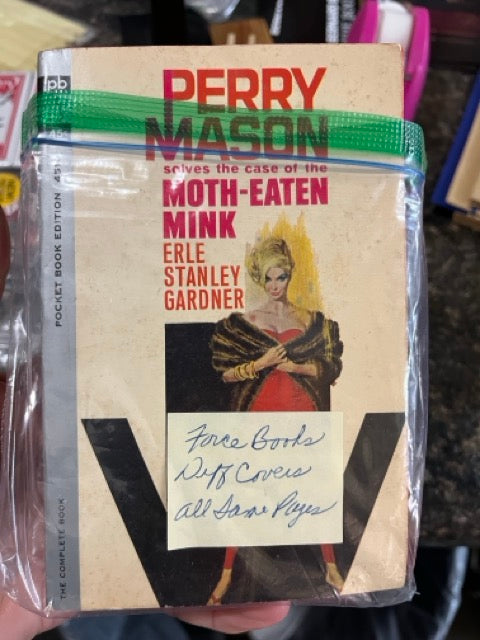 pb
PERRY
MASON
solves the case of the
MOTH-EATEN
MINK
ERLE
STANLEY
GARDNER
POCKET BOOK EDITION
THE COMPLETE BOOK
Force Books
Diff Covers
All Same Pages